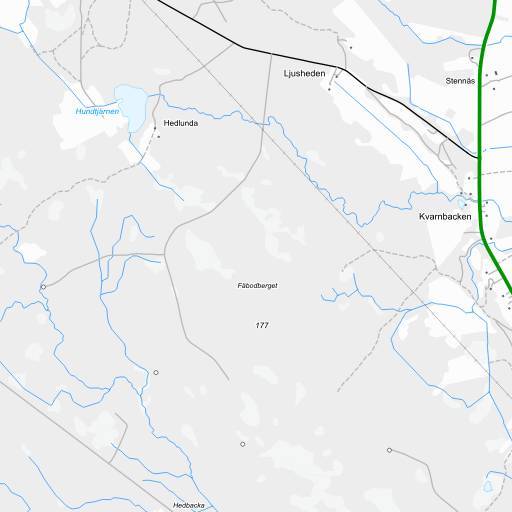 Ljusheden
Stennäs
Hundtjärnen
Hedlunda
Kvarnbacken
Fäbodberget
177
Hedbacka